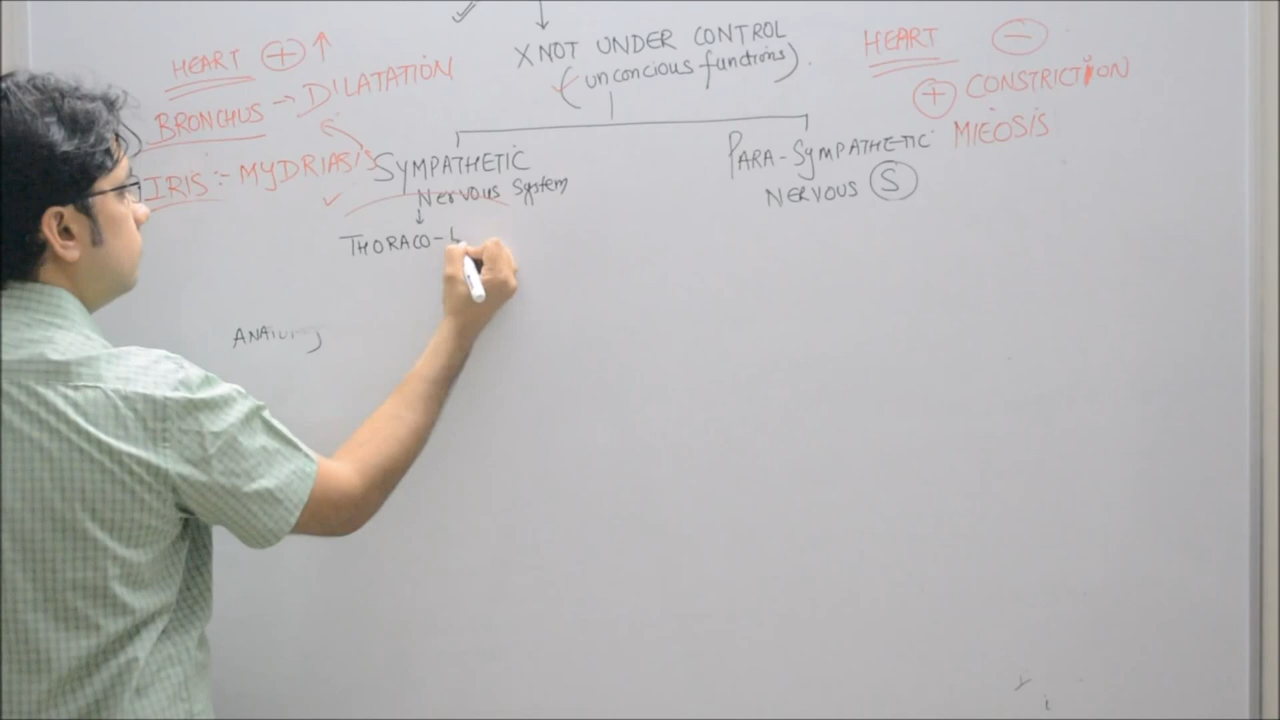 HEART + ↑
BRONCHUS → DILATATION
IRIS :- MYDRIASIS
X NOT UNDER CONTROL
(unconcious functions).
HEART -
+ CONSTRICTION
MIEOSIS
SYMPATHETIC
Nervous System
↓
THORACO-L
PARA-SYMPATHETIC
NERVOUS S